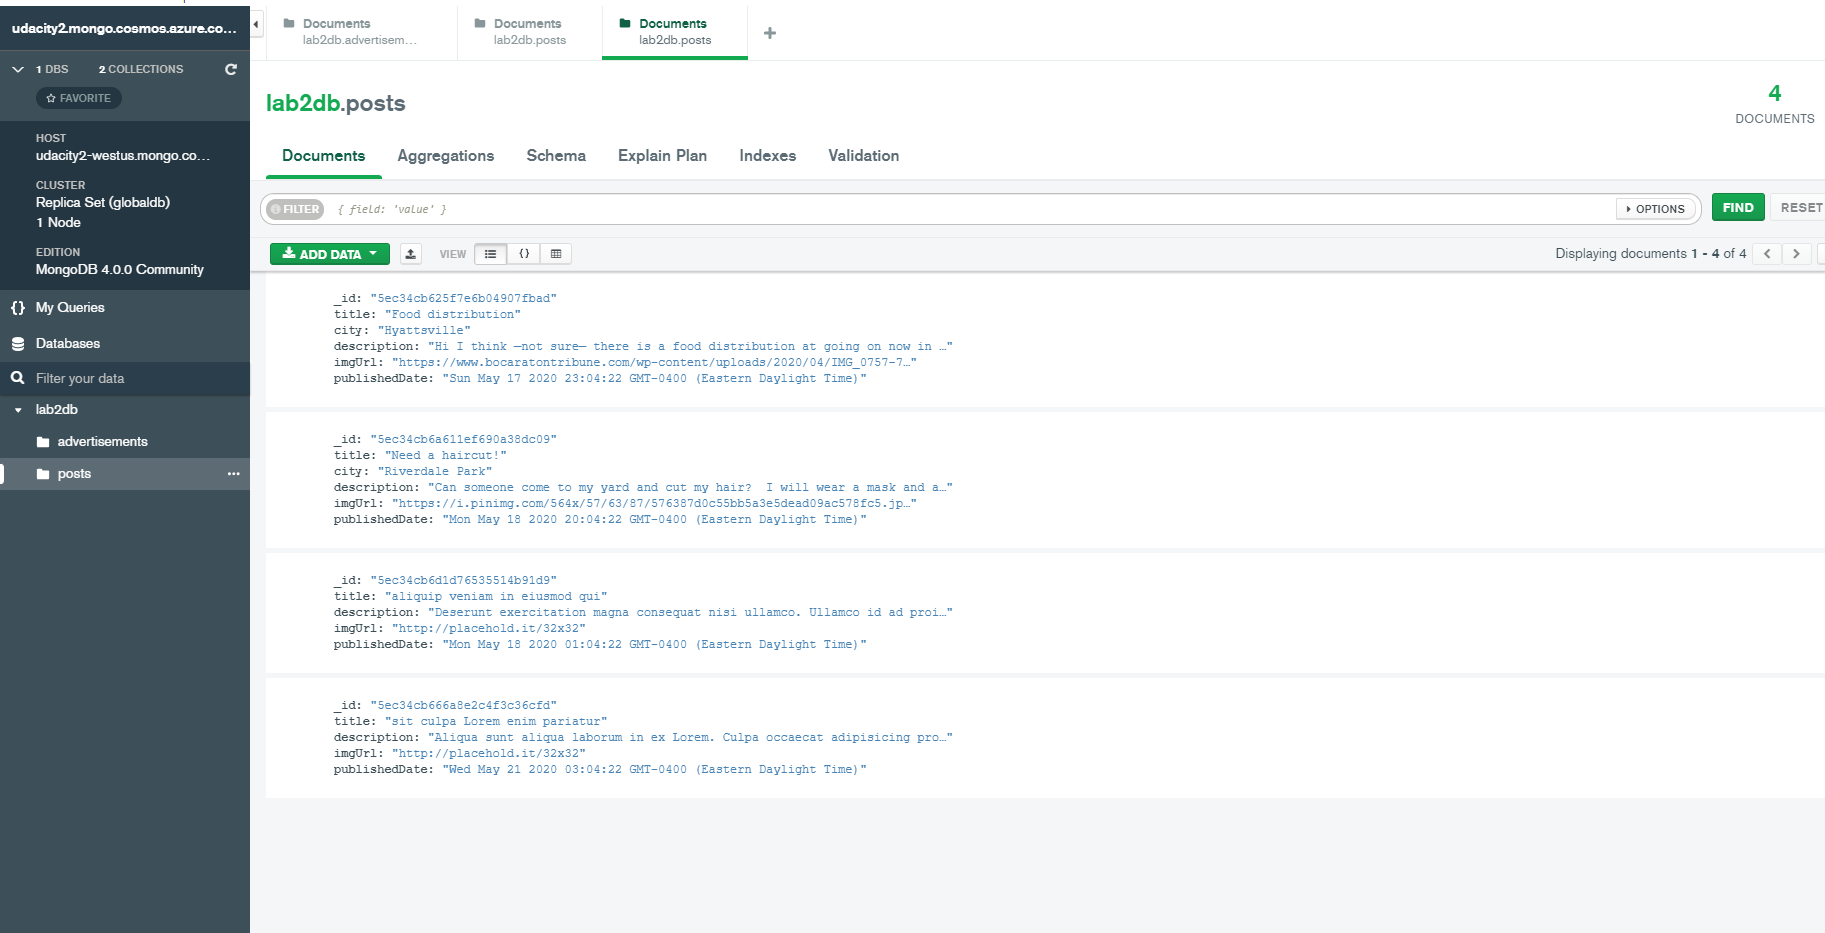 udacity2.mongo.cosmos.azure.co...
1 DBS 2 COLLECTIONS
FAVORITE
HOST
udacity2-westus.mongo.co...
CLUSTER
Replica Set (globaldb)
1 Node
EDITION
MongoDB 4.0.0 Community
My Queries
Databases
Filter your data
lab2db
advertisements
posts
Documents
lab2db.advertisem...
Documents
lab2db.posts
Documents
lab2db.posts
lab2db.posts
4
DOCUMENTS
Documents Aggregations Schema Explain Plan Indexes Validation
FILTER { field: 'value' } OPTIONS FIND RESET
ADD DATA VIEW Displaying documents 1 - 4 of 4
_id: "5ec34cb625f7e6b04907fbad"
title: "Food distribution"
city: "Hyattsville"
description: "Hi I think —not sure— there is a food distribution at going on now in …"
imgUrl: "https://www.bocaratontribune.com/wp-content/uploads/2020/04/IMG_0757-7…"
publishedDate: "Sun May 17 2020 23:04:22 GMT-0400 (Eastern Daylight Time)"
_id: "5ec34cb6a611ef690a38dc09"
title: "Need a haircut!"
city: "Riverdale Park"
description: "Can someone come to my yard and cut my hair?  I will wear a mask and a…"
imgUrl: "https://i.pinimg.com/564x/57/63/87/576387d0c55bb5a3e5dead09ac578fc5.jp…"
publishedDate: "Mon May 18 2020 20:04:22 GMT-0400 (Eastern Daylight Time)"
_id: "5ec34cb6d1d76535514b91d9"
title: "aliquip veniam in eiusmod qui"
description: "Deserunt exercitation magna consequat nisi ullamco. Ullamco id ad proi…"
imgUrl: "http://placehold.it/32x32"
publishedDate: "Mon May 18 2020 01:04:22 GMT-0400 (Eastern Daylight Time)"
_id: "5ec34cb666a8e2c4f3c36cfd"
title: "sit culpa Lorem enim pariatur"
description: "Aliqua sunt aliqua laborum in ex Lorem. Culpa occaecat adipisicing pro…"
imgUrl: "http://placehold.it/32x32"
publishedDate: "Wed May 21 2020 03:04:22 GMT-0400 (Eastern Daylight Time)"